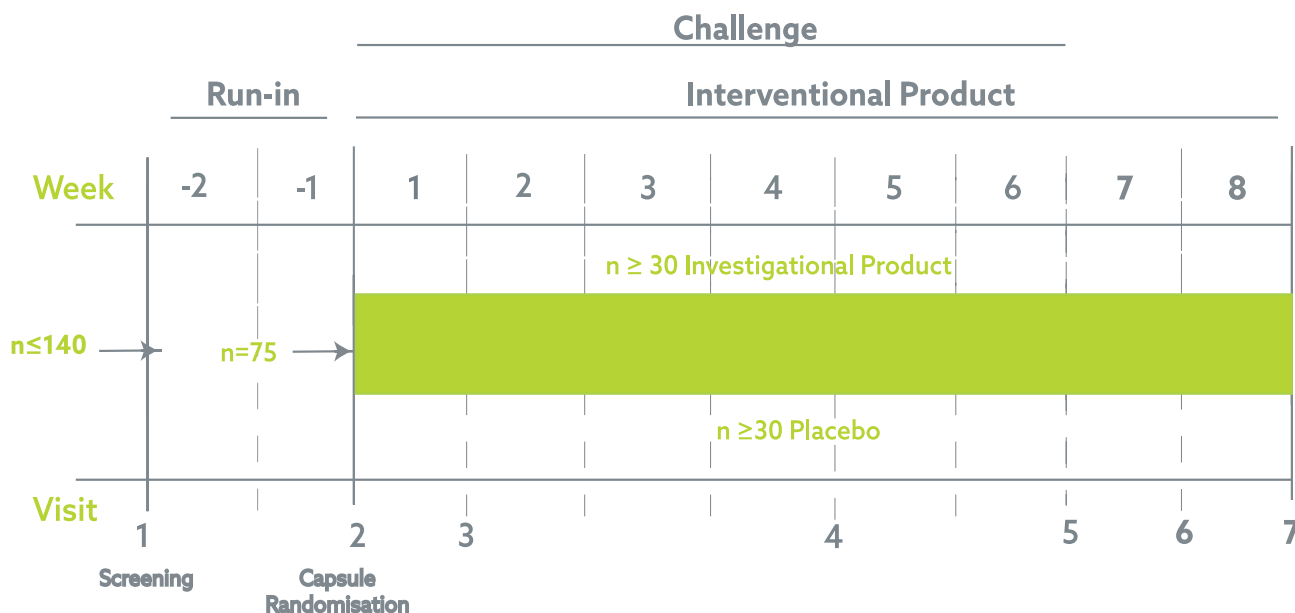 Challenge
Run-in
Interventional Product
Week
-2
-1
1
2
3
4
5
6
7
8
n ≥ 30 Investigational Product
n≤140
n=75
n ≥30 Placebo
Visit
1
2
3
4
5
6
7
Screening
Capsule
Randomisation